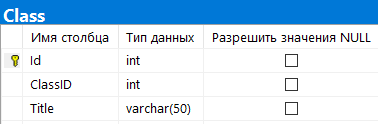 Class
Имя столбца Тип данных Разрешить значения NULL
Id int
ClassID int
Title varchar(50)